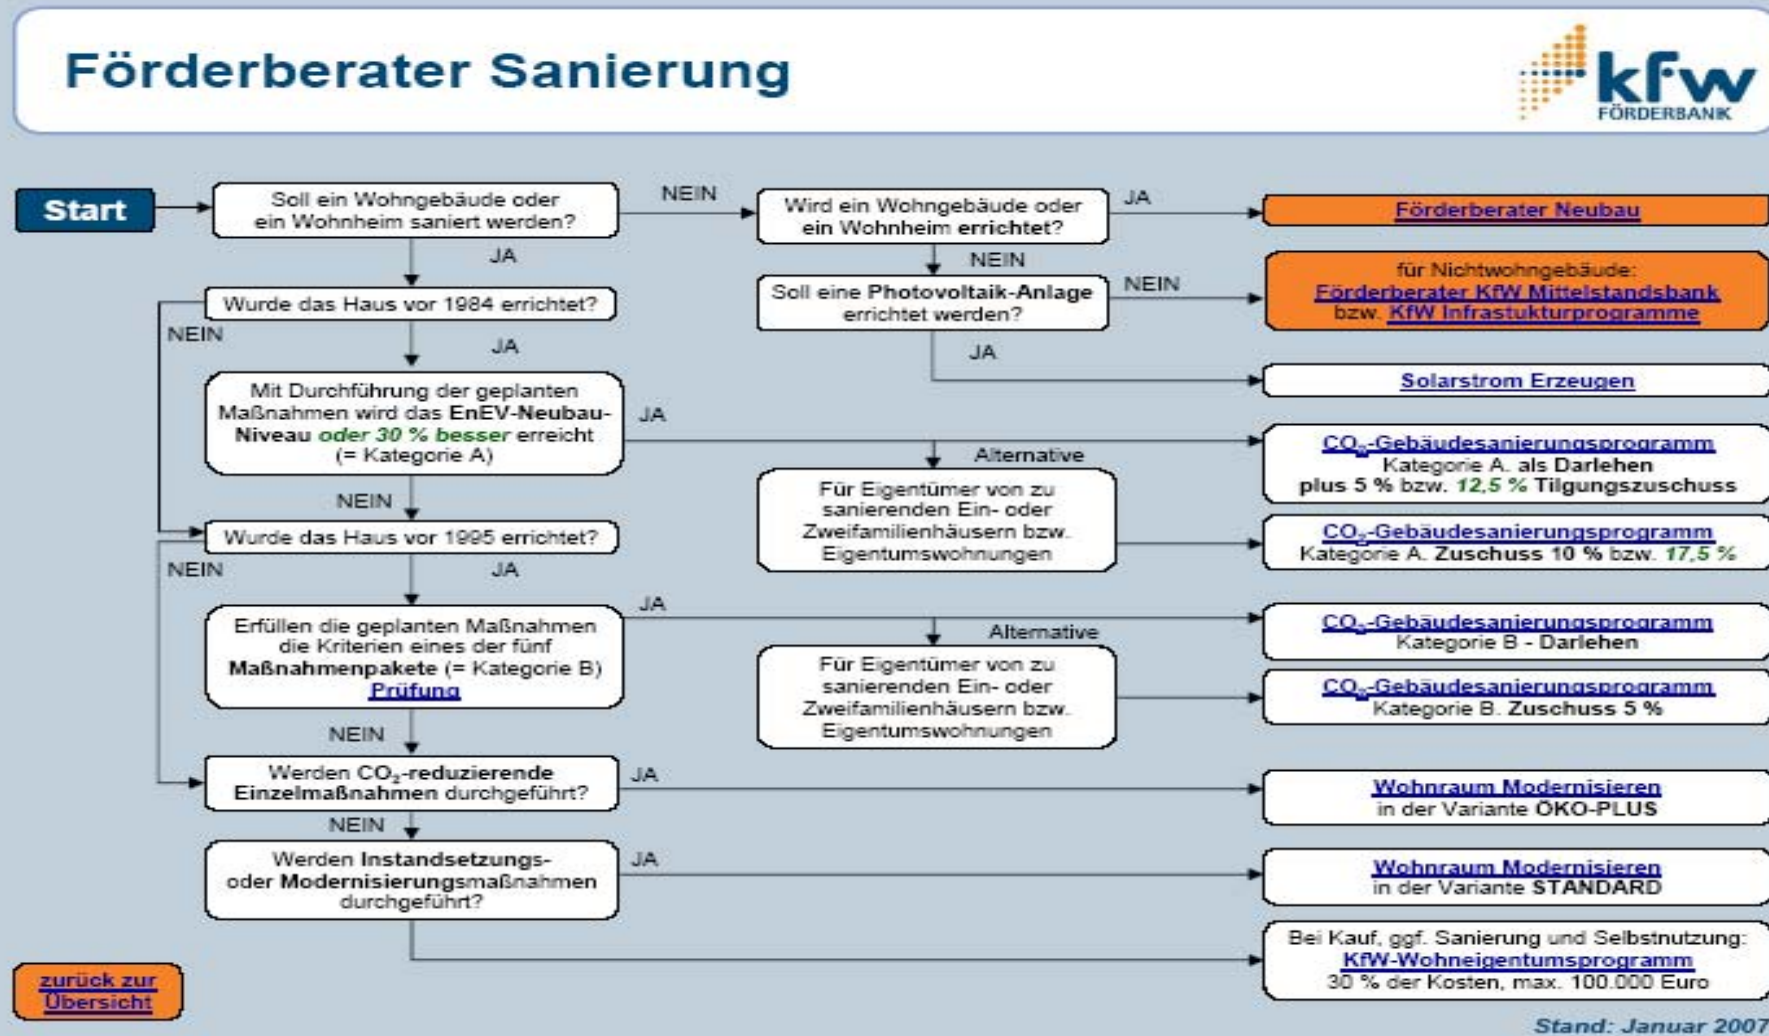 Förderberater Sanierung
kfw
FÖRDERBANK
Start
Soll ein Wohngebäude oder
ein Wohnheim saniert werden?
NEIN
Wird ein Wohngebäude oder
ein Wohnheim errichtet?
JA
Förderberater Neubau
JA
NEIN
Wurde das Haus vor 1984 errichtet?
Soll eine Photovoltaik-Anlage
errichtet werden?
NEIN
für Nichtwohngebäude:
Förderberater KfW Mittelstandsbank
bzw. KfW Infrastukturprogramme
NEIN
JA
JA
Solarstrom Erzeugen
Mit Durchführung der geplanten
Maßnahmen wird das EnEV-Neubau-
Niveau oder 30 % besser erreicht
(= Kategorie A)
JA
CO₂-Gebäudesanierungsprogramm
Kategorie A. als Darlehen
plus 5 % bzw. 12,5 % Tilgungszuschuss
Alternative
Für Eigentümer von zu
sanierenden Ein- oder
Zweifamilienhäusern bzw.
Eigentumswohnungen
CO₂-Gebäudesanierungsprogramm
Kategorie A. Zuschuss 10 % bzw. 17,5 %
NEIN
Wurde das Haus vor 1995 errichtet?
NEIN
JA
Erfüllen die geplanten Maßnahmen
die Kriterien eines der fünf
Maßnahmenpakete (= Kategorie B)
Prüfung
JA
CO₂-Gebäudesanierungsprogramm
Kategorie B - Darlehen
Alternative
Für Eigentümer von zu
sanierenden Ein- oder
Zweifamilienhäusern bzw.
Eigentumswohnungen
CO₂-Gebäudesanierungsprogramm
Kategorie B. Zuschuss 5 %
NEIN
Werden CO₂-reduzierende
Einzelmaßnahmen durchgeführt?
JA
Wohnraum Modernisieren
in der Variante ÖKO-PLUS
NEIN
Werden Instandsetzungs-
oder Modernisierungsmaßnahmen
durchgeführt?
JA
Wohnraum Modernisieren
in der Variante STANDARD
Bei Kauf, ggf. Sanierung und Selbstnutzung:
KfW-Wohneigentumsprogramm
30 % der Kosten, max. 100.000 Euro
zurück zur
Übersicht
Stand: Januar 2007